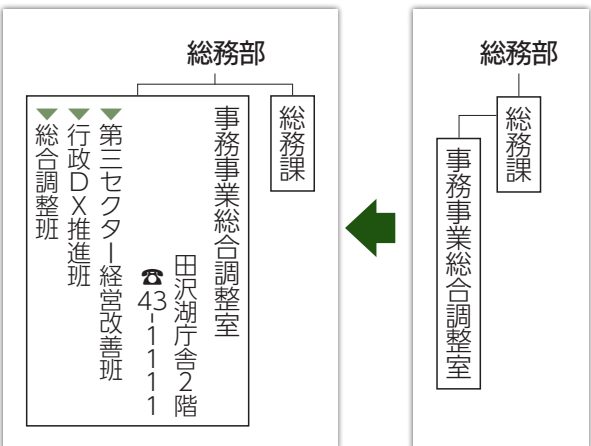 総務部
総務課
事務事業総合調整室
総務部
総務課
事務事業総合調整室
田沢湖庁舎2階
☎43-1111
▼第三セクター経営改善班
▼行政DX推進班
▼総合調整班